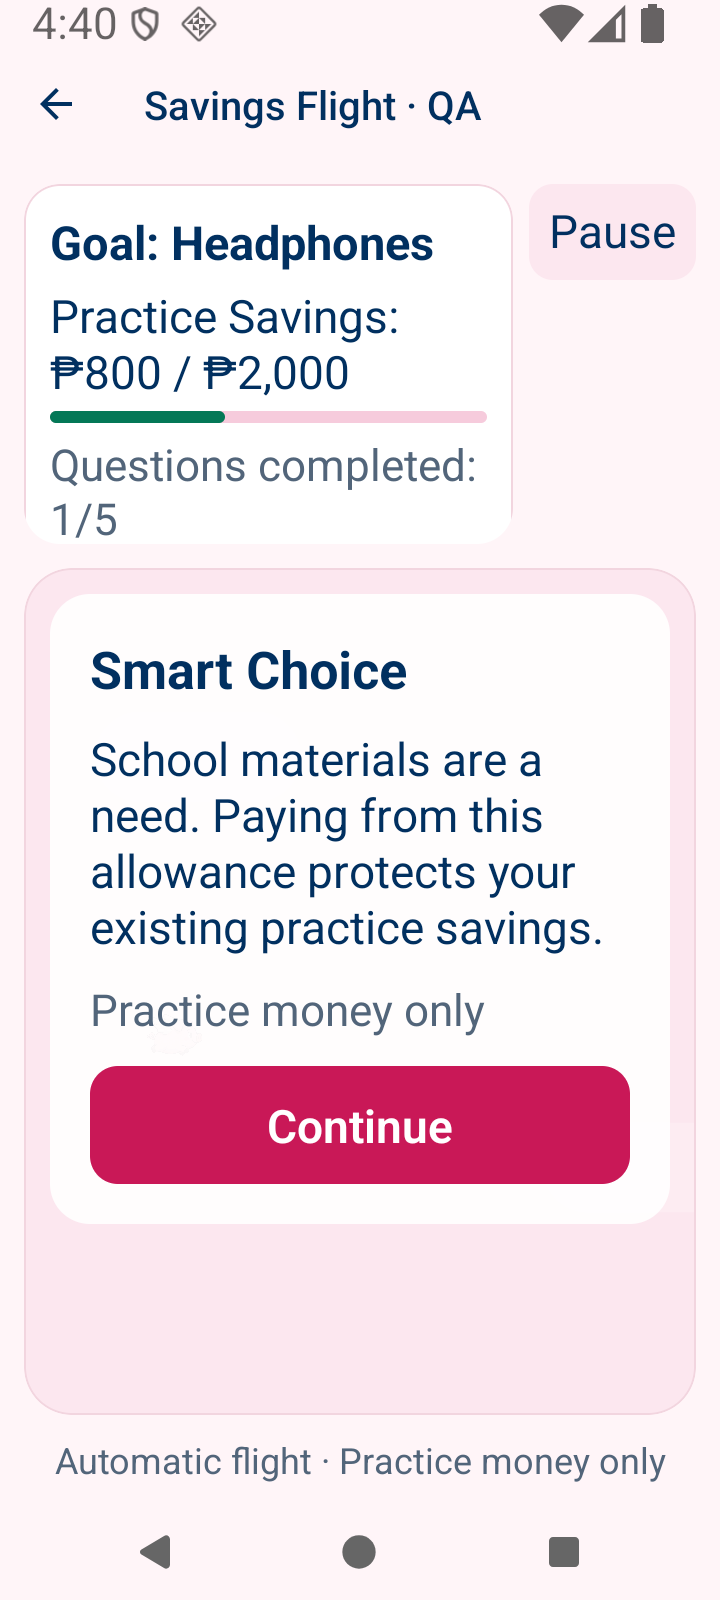 4:40
Savings Flight · QA
Goal: Headphones
Pause
Practice Savings:
₱800 / ₱2,000
Questions completed:
1/5
Smart Choice
School materials are a
need. Paying from this
allowance protects your
existing practice savings.
Practice money only
Continue
Automatic flight · Practice money only